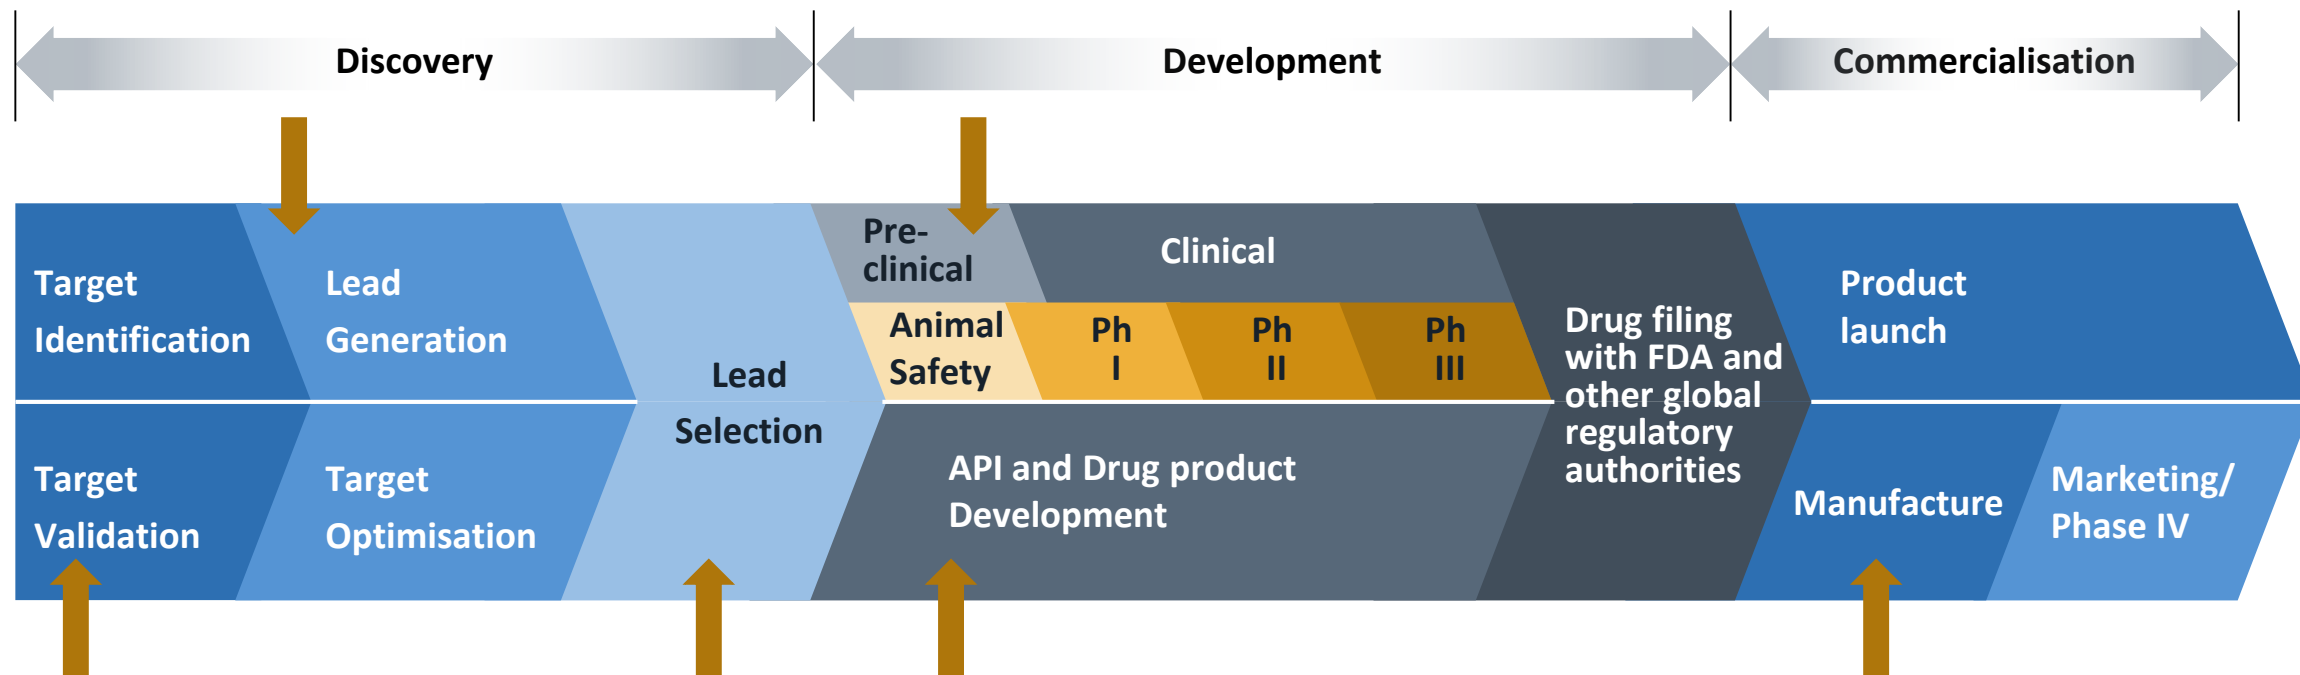 Discovery
Development
Commercialisation
Target
Identification
Lead
Generation
Target
Validation
Target
Optimisation
Lead
Selection
Pre-
clinical
Clinical
Animal
Safety
Ph
I
Ph
II
Ph
III
API and Drug product
Development
Drug filing
with FDA and
other global
regulatory
authorities
Product
launch
Manufacture
Marketing/
Phase IV